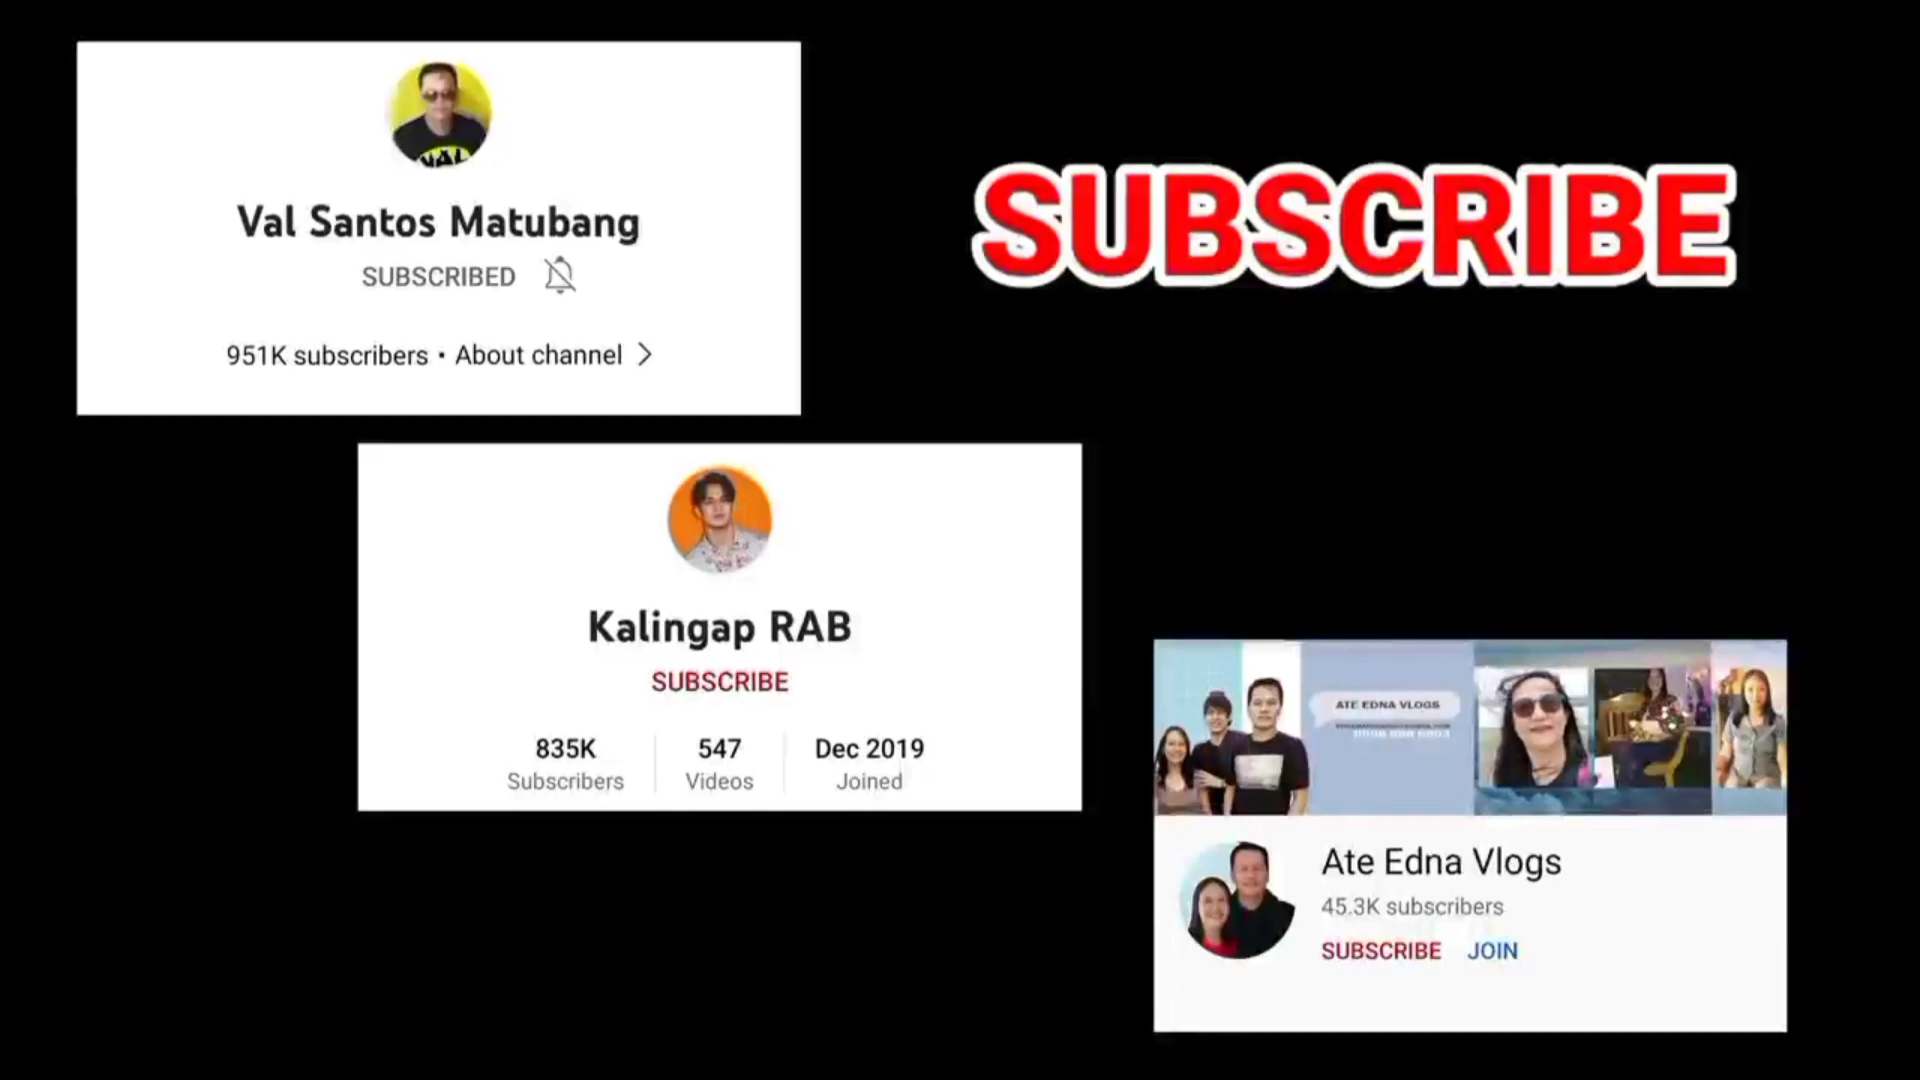 VAL
Val Santos Matubang
SUBSCRIBED
951K subscribers • About channel
SUBSCRIBE
Kalingap RAB
SUBSCRIBE
835K 547 Dec 2019
Subscribers Videos Joined
ATE EDNA VLOGS
Ate Edna Vlogs
45.3K subscribers
SUBSCRIBE JOIN